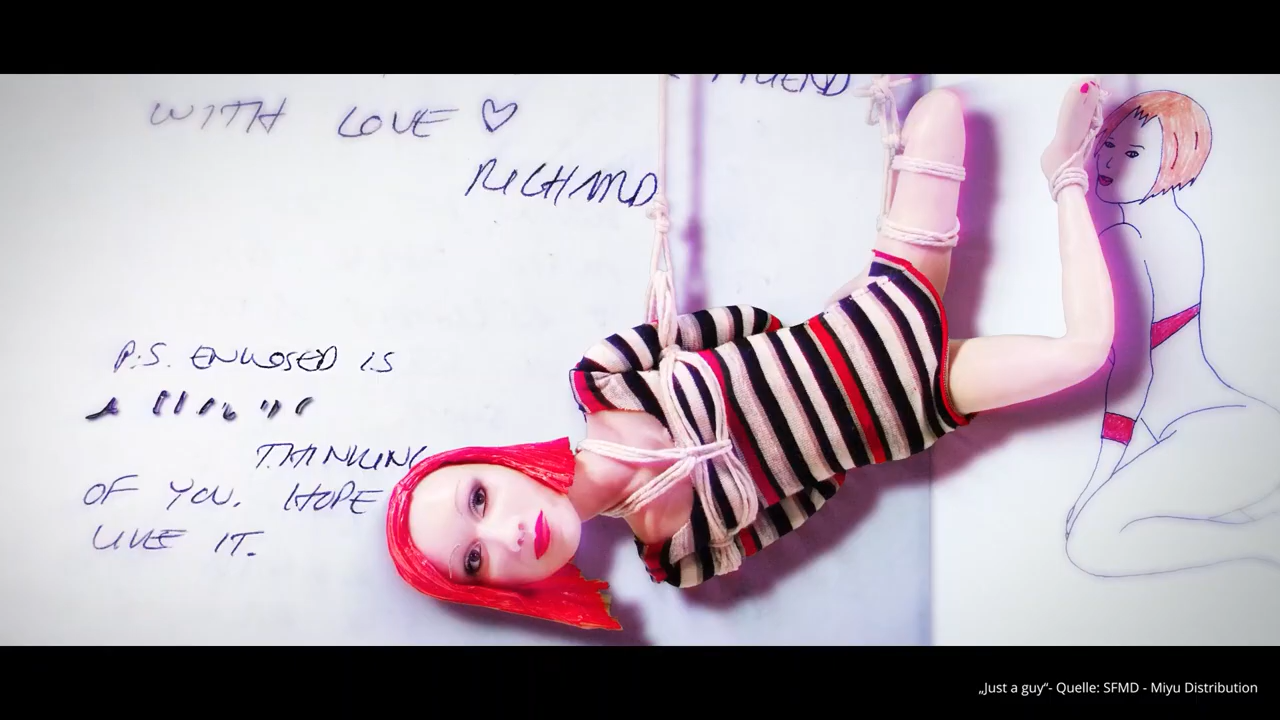 WITH LOVE ♡
RICHARD
P.S. ENCLOSED IS
THINKING
OF YOU. HOPE
LIKE IT.
„Just a guy“- Quelle: SFMD - Miyu Distribution